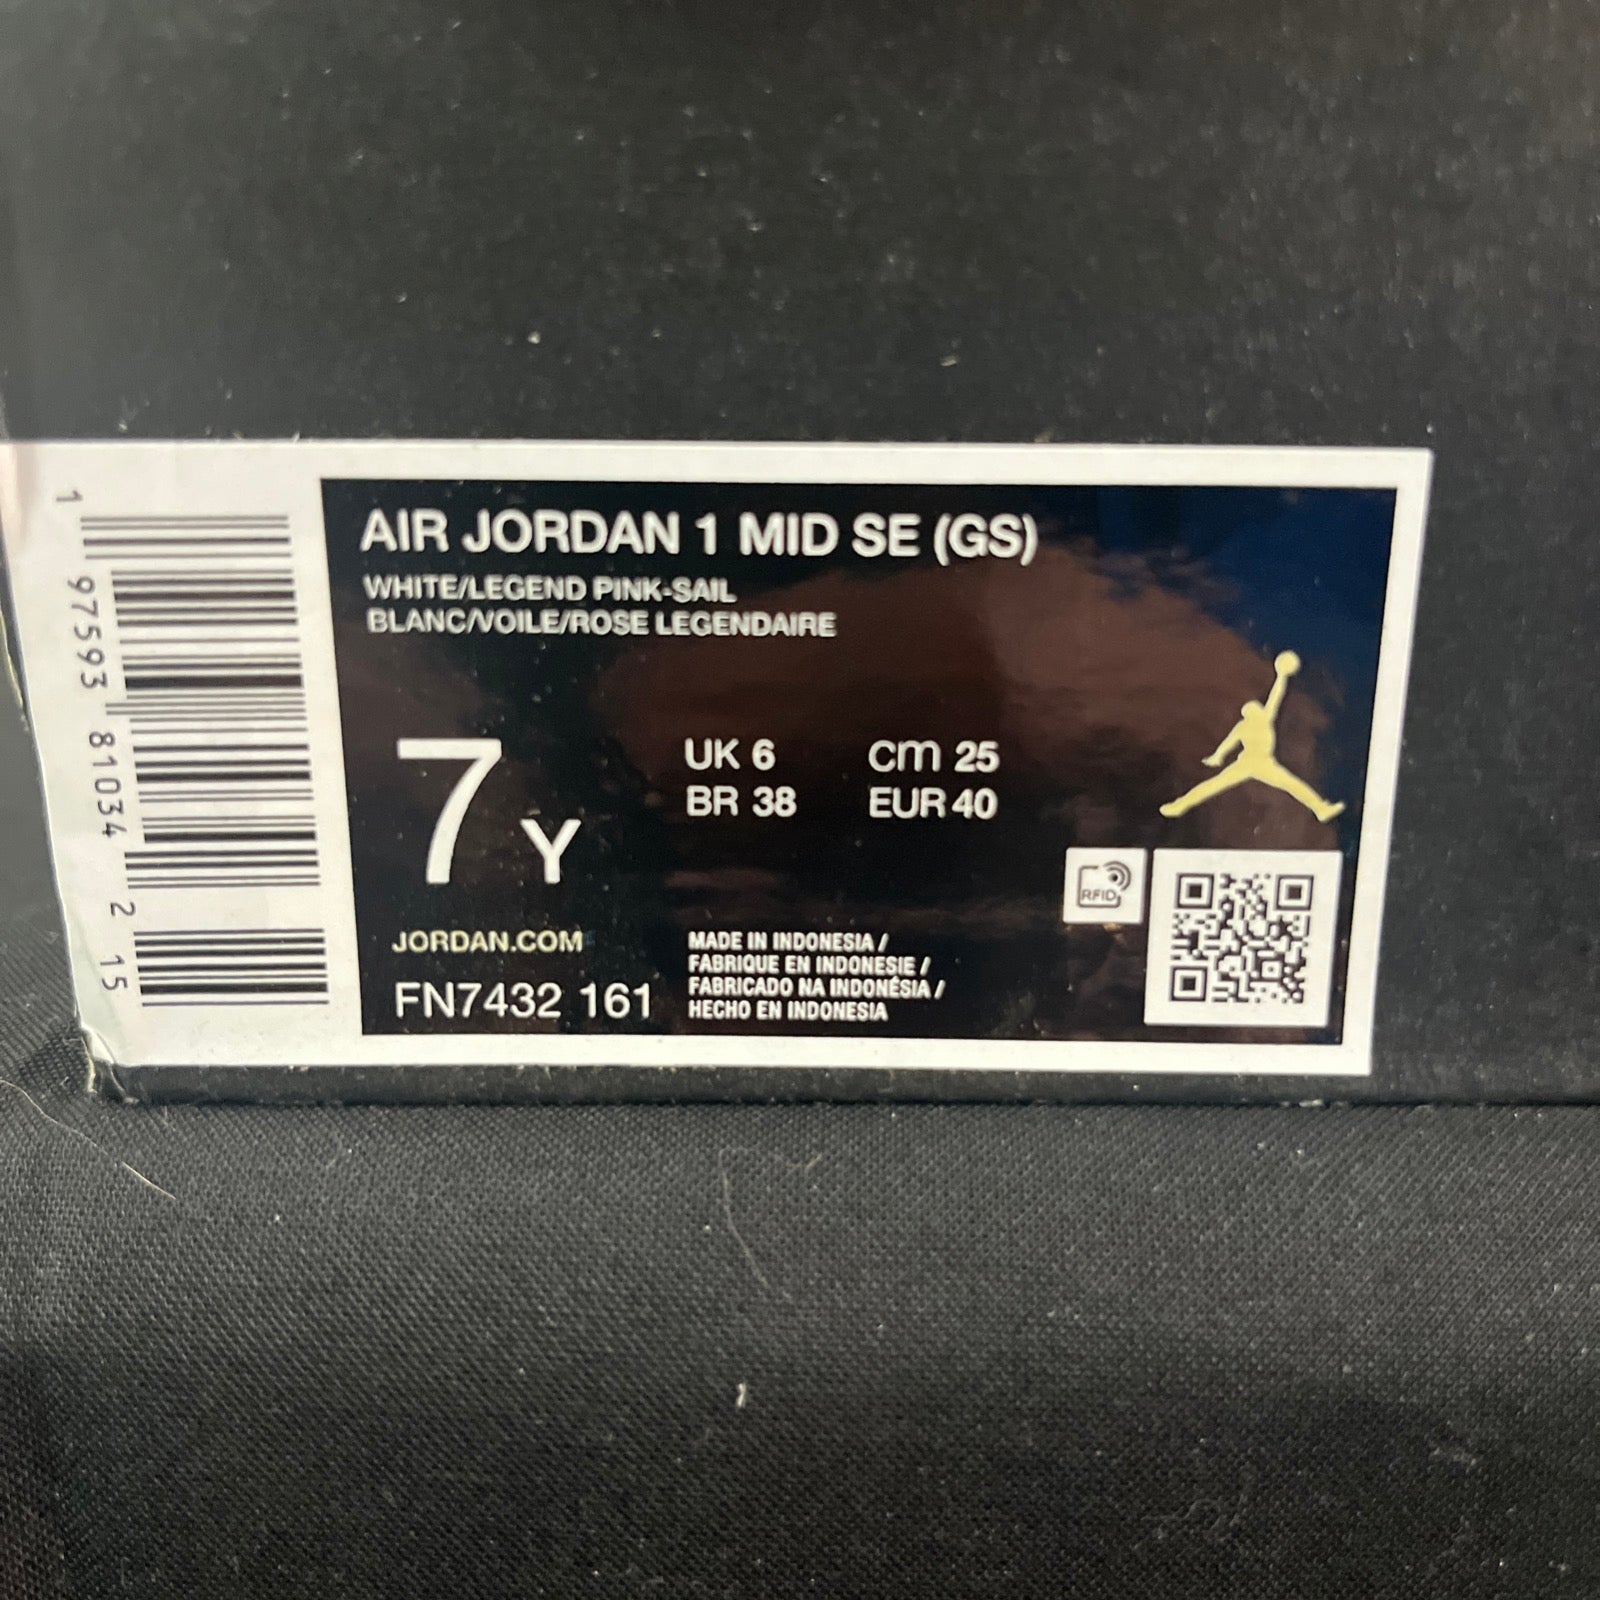 AIR JORDAN 1 MID SE (GS)
WHITE/LEGEND PINK-SAIL
BLANC/VOILE/ROSE LEGENDAIRE
7 Y
UK 6 cm 25
BR 38 EUR 40
JORDAN.COM
FN7432 161
MADE IN INDONESIA /
FABRIQUE EN INDONESIE /
FABRICADO NA INDONÉSIA /
HECHO EN INDONESIA
RFID
1 97593 81034 2 15